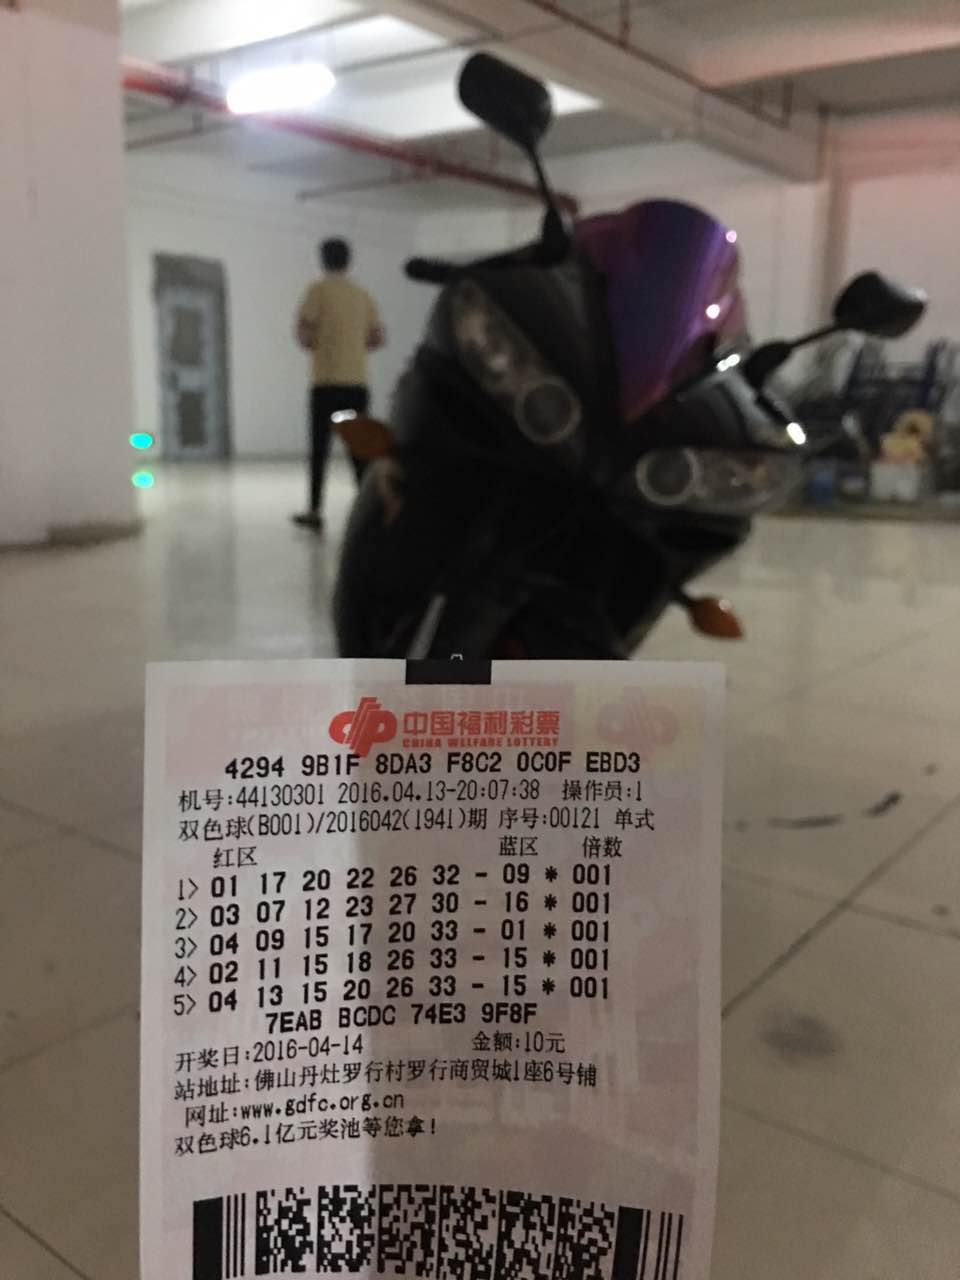 中国福利彩票
CHINA WELFARE LOTTERY
4294 9B1F 8DA3 F8C2 0C0F EBD3
机号:44130301 2016.04.13-20:07:38 操作员:1
双色球(B001)/2016042(1941)期 序号:00121 单式
红区 蓝区 倍数
1> 01 17 20 22 26 32 - 09 * 001
2> 03 07 12 23 27 30 - 16 * 001
3> 04 09 15 17 20 33 - 01 * 001
4> 02 11 15 18 26 33 - 15 * 001
5> 04 13 15 20 26 33 - 15 * 001
7EAB BCDC 74E3 9F8F
开奖日:2016-04-14 金额:10元
站地址:佛山丹灶罗行村罗行商贸城1座6号铺
网址:www.gdfc.org.cn
双色球6.1亿元奖池等您拿!